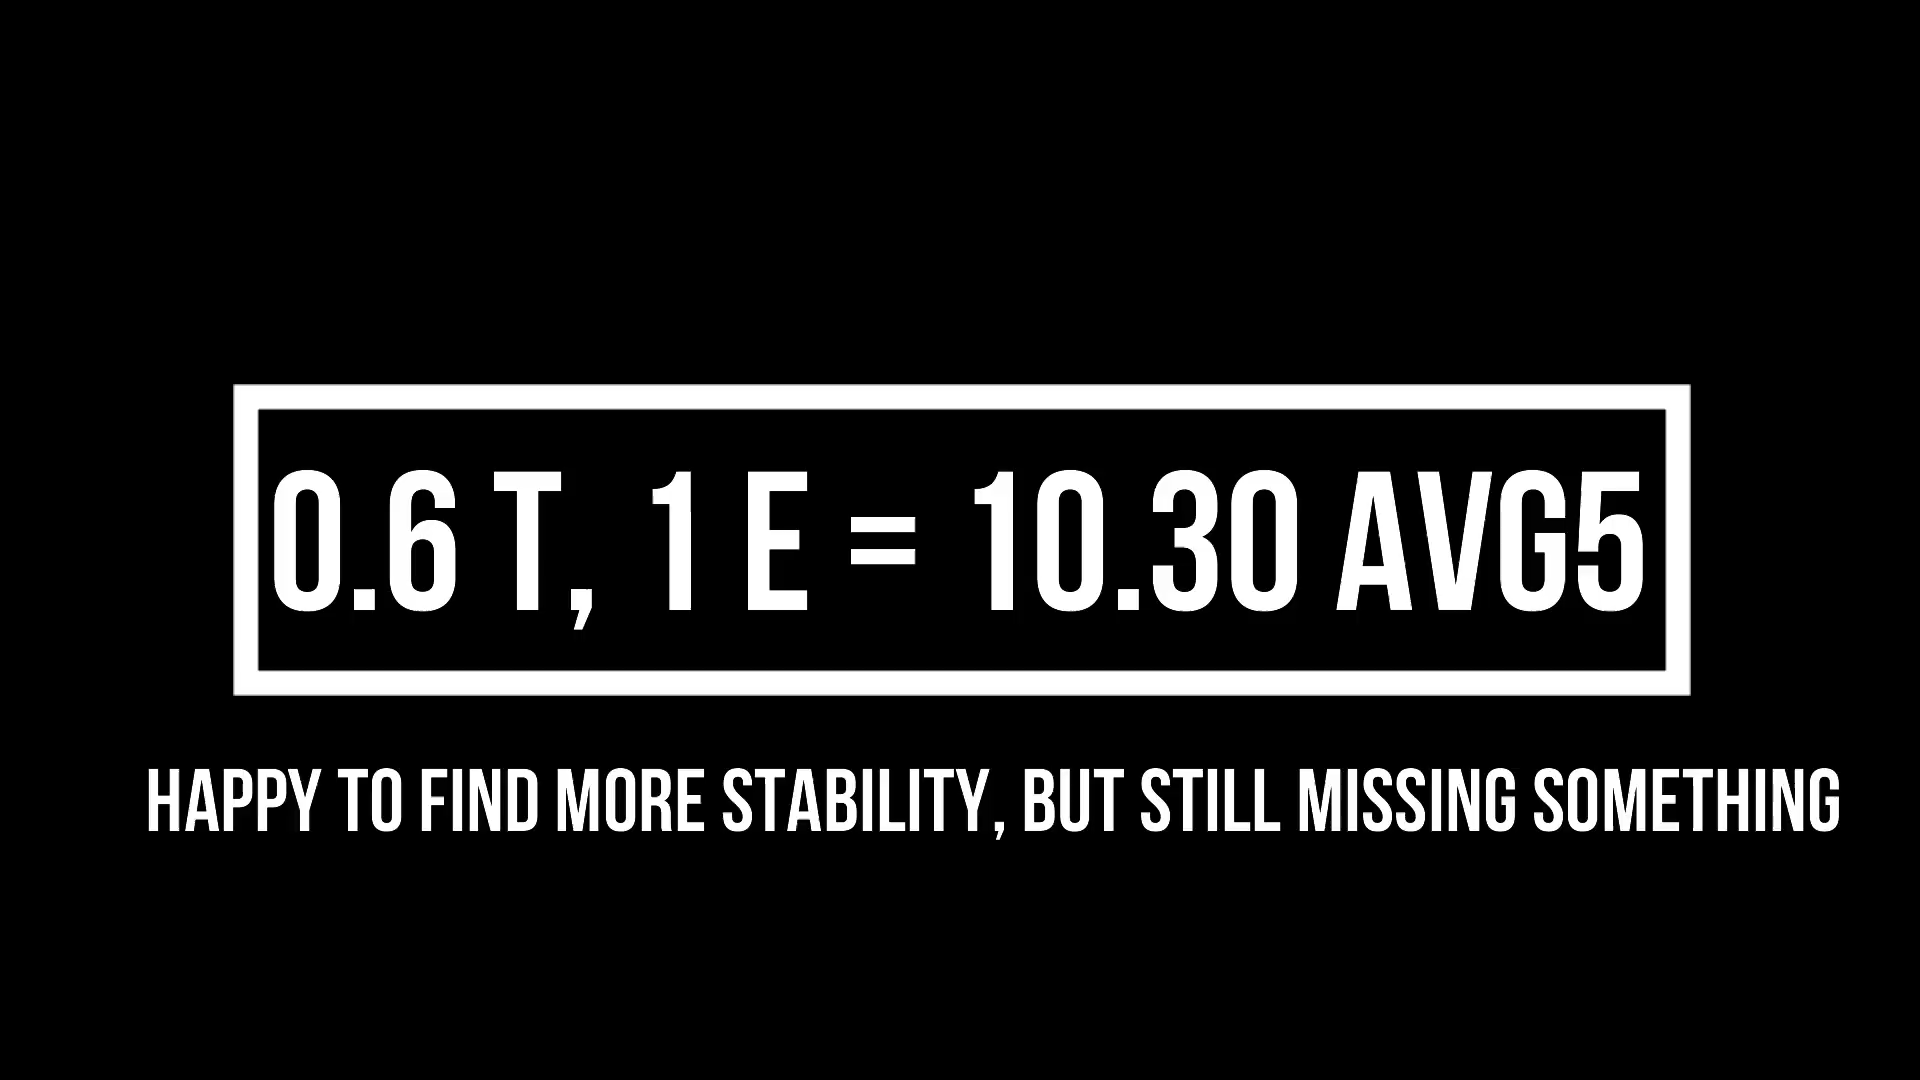 0.6 T, 1 E = 10.30 AVG5
HAPPY TO FIND MORE STABILITY, BUT STILL MISSING SOMETHING